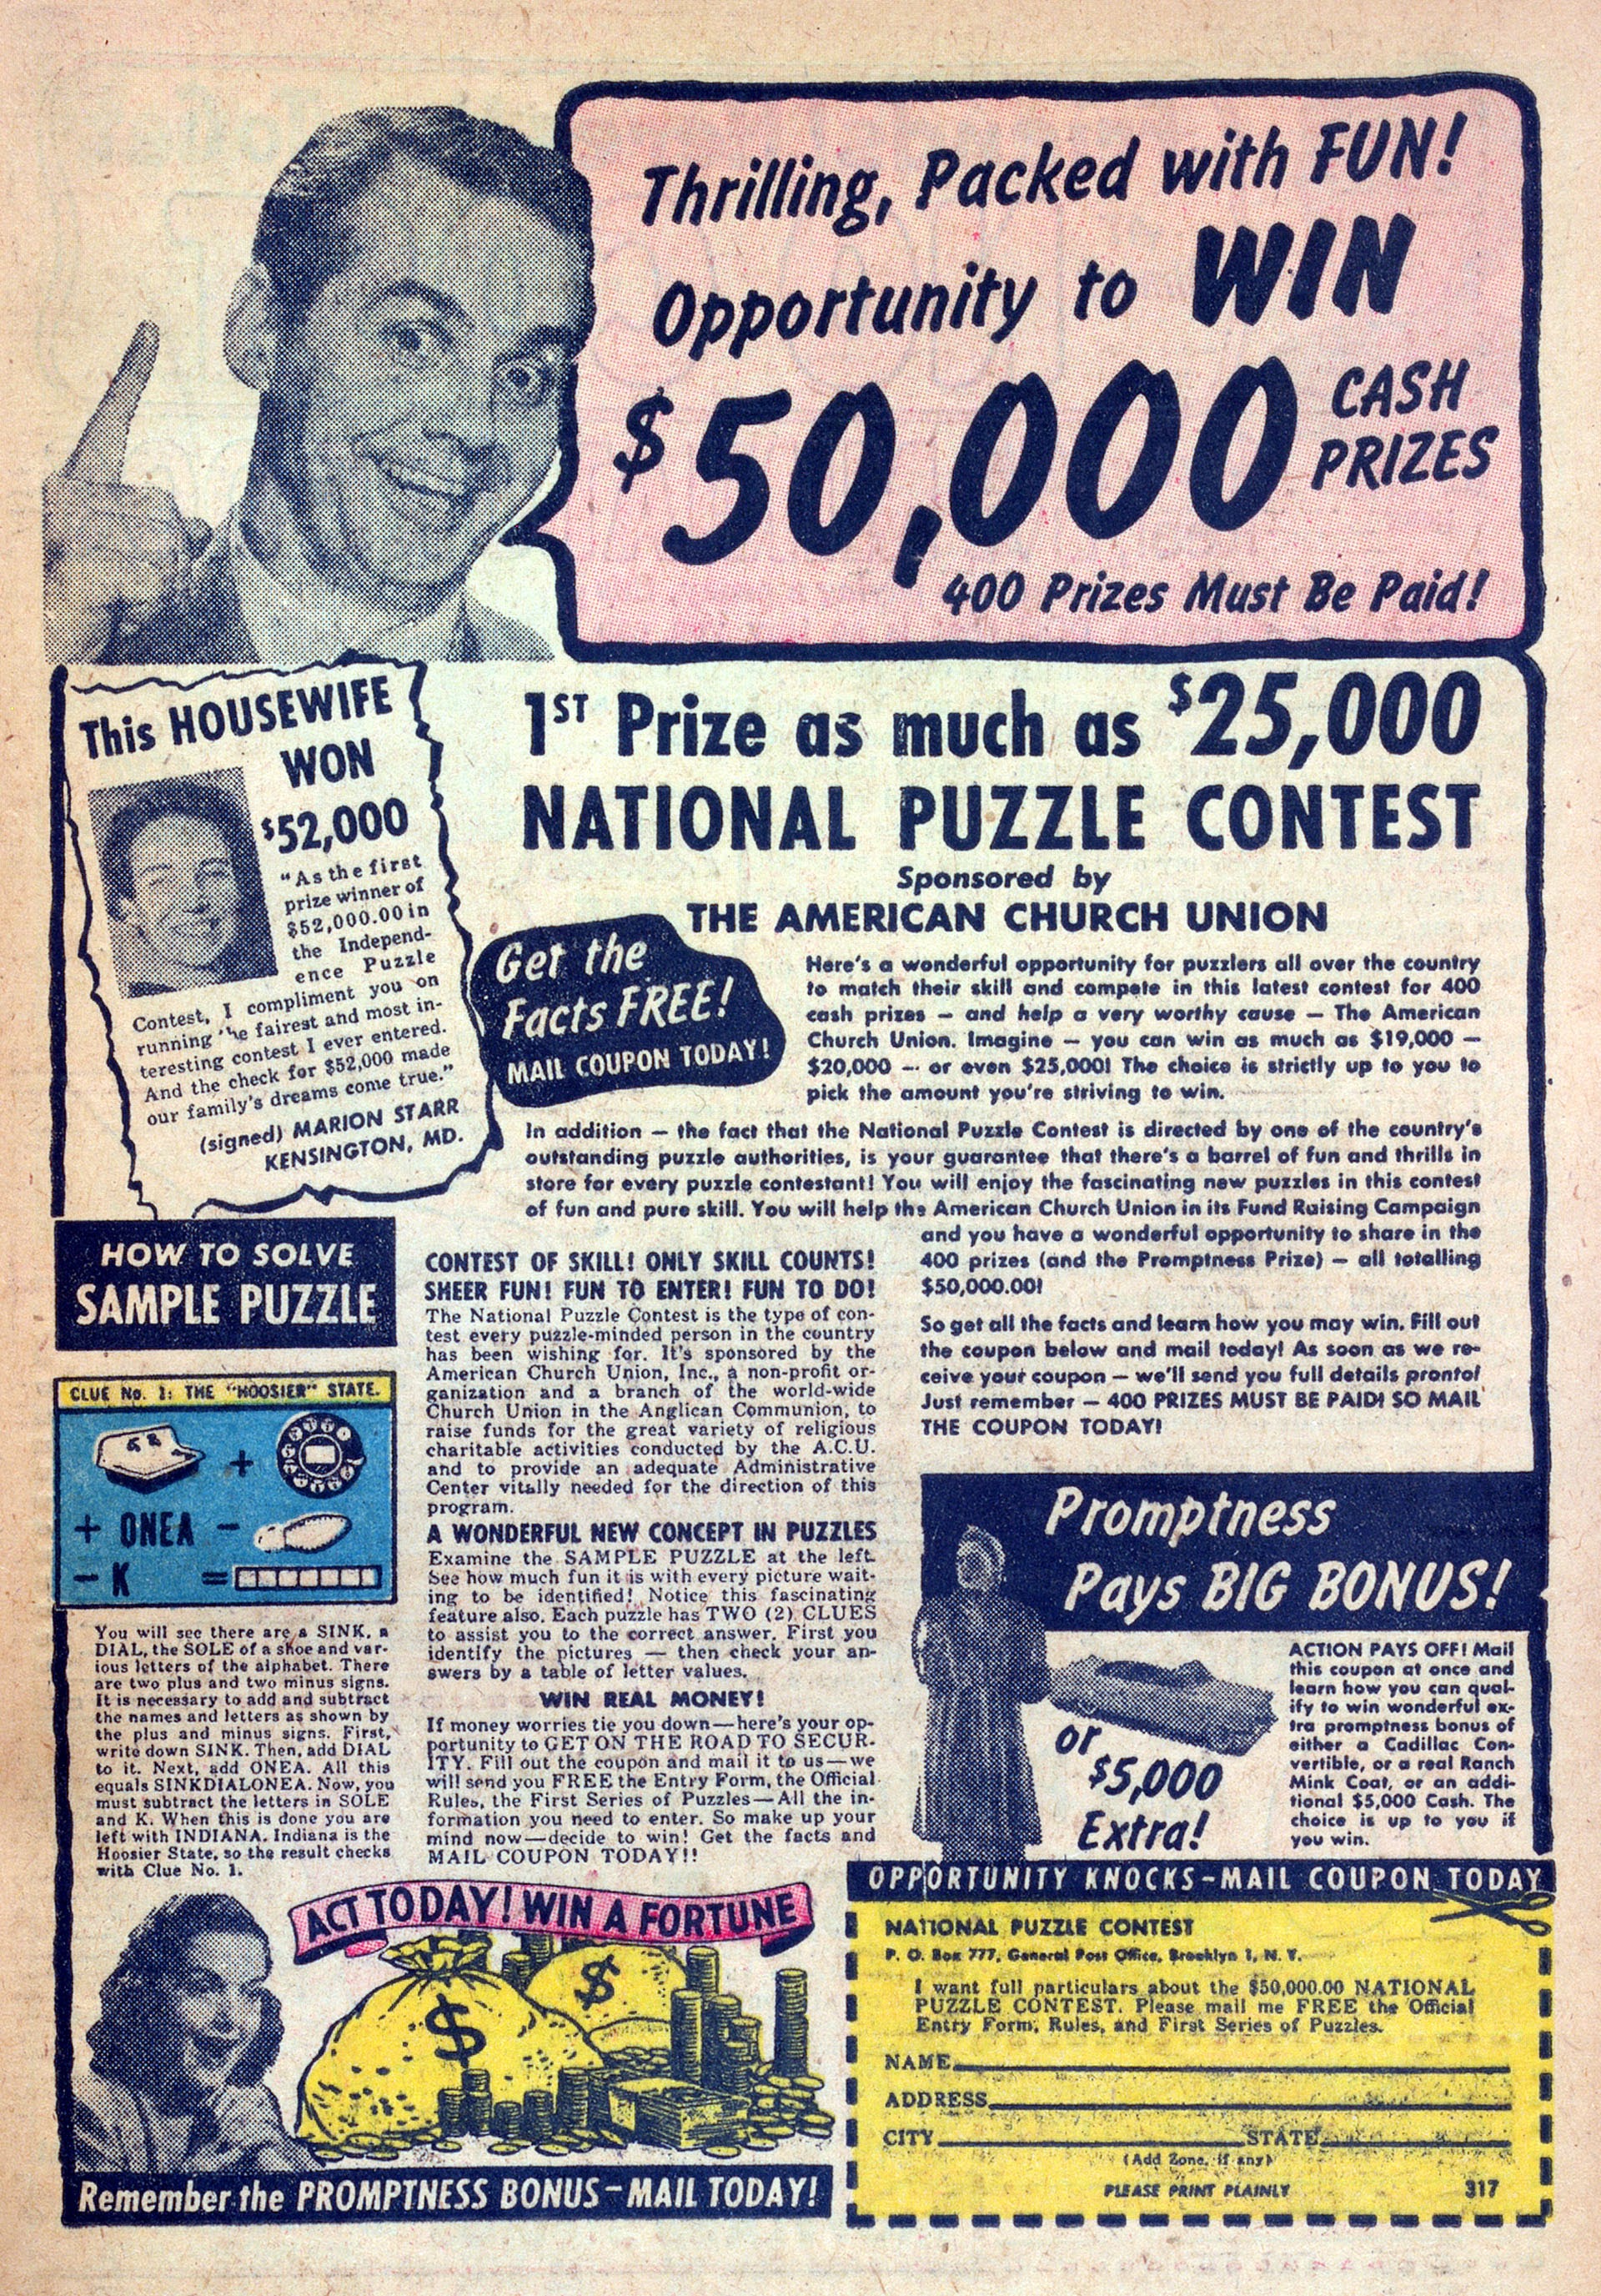 Thrilling, Packed with FUN!
Opportunity to WIN
$50,000 CASH
PRIZES
400 Prizes Must Be Paid!
This HOUSEWIFE
WON
$52,000
"As the first
prize winner of
$52,000.00 in
the Independ-
ence Puzzle
Contest, I compliment you on
running the fairest and most in-
teresting contest I ever entered.
And the check for $52,000 made
our family's dreams come true."
(signed) MARION STARR
KENSINGTON, MD.
1ST Prize as much as $25,000
NATIONAL PUZZLE CONTEST
Sponsored by
THE AMERICAN CHURCH UNION
Get the
Facts FREE!
MAIL COUPON TODAY!
Here's a wonderful opportunity for puzzlers all over the country
to match their skill and compete in this latest contest for 400
cash prizes — and help a very worthy cause — The American
Church Union. Imagine — you can win as much as $19,000 —
$20,000 — or even $25,000! The choice is strictly up to you to
pick the amount you're striving to win.
In addition — the fact that the National Puzzle Contest is directed by one of the country's
outstanding puzzle authorities, is your guarantee that there's a barrel of fun and thrills in
store for every puzzle contestant! You will enjoy the fascinating new puzzles in this contest
of fun and pure skill. You will help the American Church Union in its Fund Raising Campaign
and you have a wonderful opportunity to share in the
400 prizes (and the Promptness Prize) — all totalling
$50,000.00!
So get all the facts and learn how you may win. Fill out
the coupon below and mail today! As soon as we re-
ceive your coupon — we'll send you full details pronto!
Just remember — 400 PRIZES MUST BE PAID! SO MAIL
THE COUPON TODAY!
HOW TO SOLVE
SAMPLE PUZZLE
CLUE No. 1: THE "HOOSIER" STATE.
+
+ ONEA -
- K =
You will see there are a SINK, a
DIAL, the SOLE of a shoe and var-
ious letters of the alphabet. There
are two plus and two minus signs.
It is necessary to add and subtract
the names and letters as shown by
the plus and minus signs. First,
write down SINK. Then, add DIAL
to it. Next, add ONEA. All this
equals SINKDIALONEA. Now, you
must subtract the letters in SOLE
and K. When this is done you are
left with INDIANA. Indiana is the
Hoosier State, so the result checks
with Clue No. 1.
CONTEST OF SKILL! ONLY SKILL COUNTS!
SHEER FUN! FUN TO ENTER! FUN TO DO!
The National Puzzle Contest is the type of con-
test every puzzle-minded person in the country
has been wishing for. It's sponsored by the
American Church Union, Inc., a non-profit or-
ganization and a branch of the world-wide
Church Union in the Anglican Communion, to
raise funds for the great variety of religious
charitable activities conducted by the A.C.U.
and to provide an adequate Administrative
Center vitally needed for the direction of this
program.
A WONDERFUL NEW CONCEPT IN PUZZLES
Examine the SAMPLE PUZZLE at the left.
See how much fun it is with every picture wait-
ing to be identified! Notice this fascinating
feature also. Each puzzle has TWO (2) CLUES
to assist you to the correct answer. First you
identify the pictures — then check your an-
swers by a table of letter values.
WIN REAL MONEY!
If money worries tie you down—here's your op-
portunity to GET ON THE ROAD TO SECUR-
ITY. Fill out the coupon and mail it to us—we
will send you FREE the Entry Form, the Official
Rules, the First Series of Puzzles—All the in-
formation you need to enter. So make up your
mind now—decide to win! Get the facts and
MAIL COUPON TODAY!!
Promptness
Pays BIG BONUS!
or
$5,000
Extra!
ACTION PAYS OFF! Mail
this coupon at once and
learn how you can qual-
ify to win wonderful ex-
tra promptness bonus of
either a Cadillac Con-
vertible, or a real Ranch
Mink Coat, or an addi-
tional $5,000 Cash. The
choice is up to you if
you win.
ACT TODAY! WIN A FORTUNE
$
$
Remember the PROMPTNESS BONUS—MAIL TODAY!
OPPORTUNITY KNOCKS—MAIL COUPON TODAY
NATIONAL PUZZLE CONTEST
P. O. Box 777, General Post Office, Brooklyn 1, N. Y.
I want full particulars about the $50,000.00 NATIONAL
PUZZLE CONTEST. Please mail me FREE the Official
Entry Form, Rules, and First Series of Puzzles.
NAME
ADDRESS
CITY STATE
(Add Zone, if any)
PLEASE PRINT PLAINLY 317